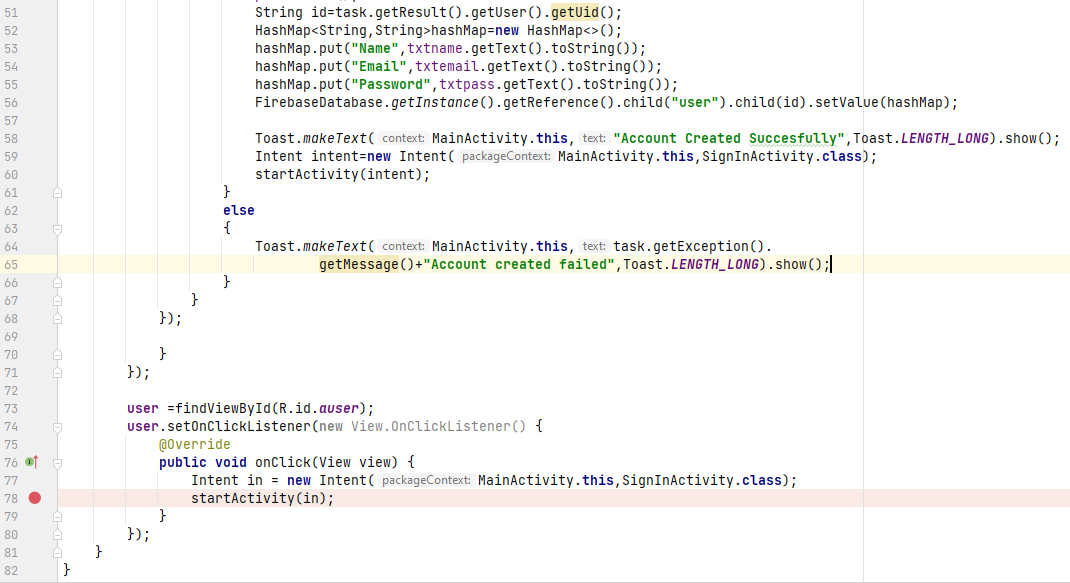 51 String id=task.getResult().getUser().getUid();
52 HashMap<String,String>hashMap=new HashMap<>();
53 hashMap.put("Name",txtname.getText().toString());
54 hashMap.put("Email",txtemail.getText().toString());
55 hashMap.put("Password",txtpass.getText().toString());
56 FirebaseDatabase.getInstance().getReference().child("user").child(id).setValue(hashMap);
57
58 Toast.makeText( context: MainActivity.this, text: "Account Created Succesfully",Toast.LENGTH_LONG).show();
59 Intent intent=new Intent( packageContext: MainActivity.this,SignInActivity.class);
60 startActivity(intent);
61 }
62 else
63 {
64 Toast.makeText( context: MainActivity.this, text: task.getException().
65 getMessage()+"Account created failed",Toast.LENGTH_LONG).show();
66 }
67 }
68 });
69
70 }
71 });
72
73 user =findViewById(R.id.auser);
74 user.setOnClickListener(new View.OnClickListener() {
75 @Override
76 public void onClick(View view) {
77 Intent in = new Intent( packageContext: MainActivity.this,SignInActivity.class);
78 startActivity(in);
79 }
80 });
81 }
82 }